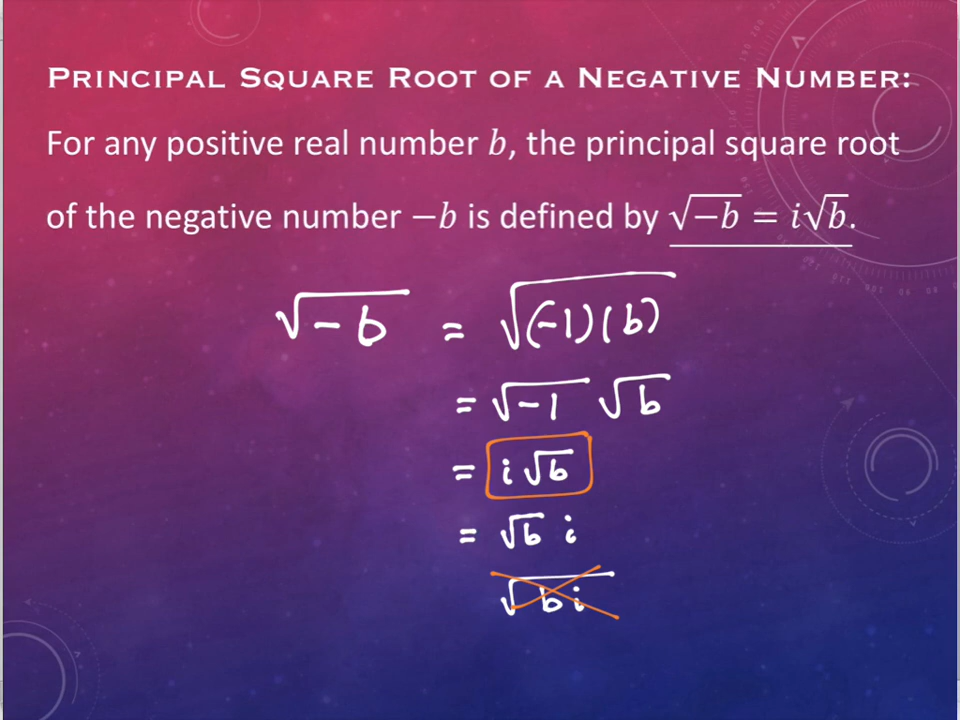 PRINCIPAL SQUARE ROOT OF A NEGATIVE NUMBER:
For any positive real number b, the principal square root
of the negative number −b is defined by √−b = i√b.
√−b = √(−1)(b)
= √−1 √b
= i√b
= √b i
√bi